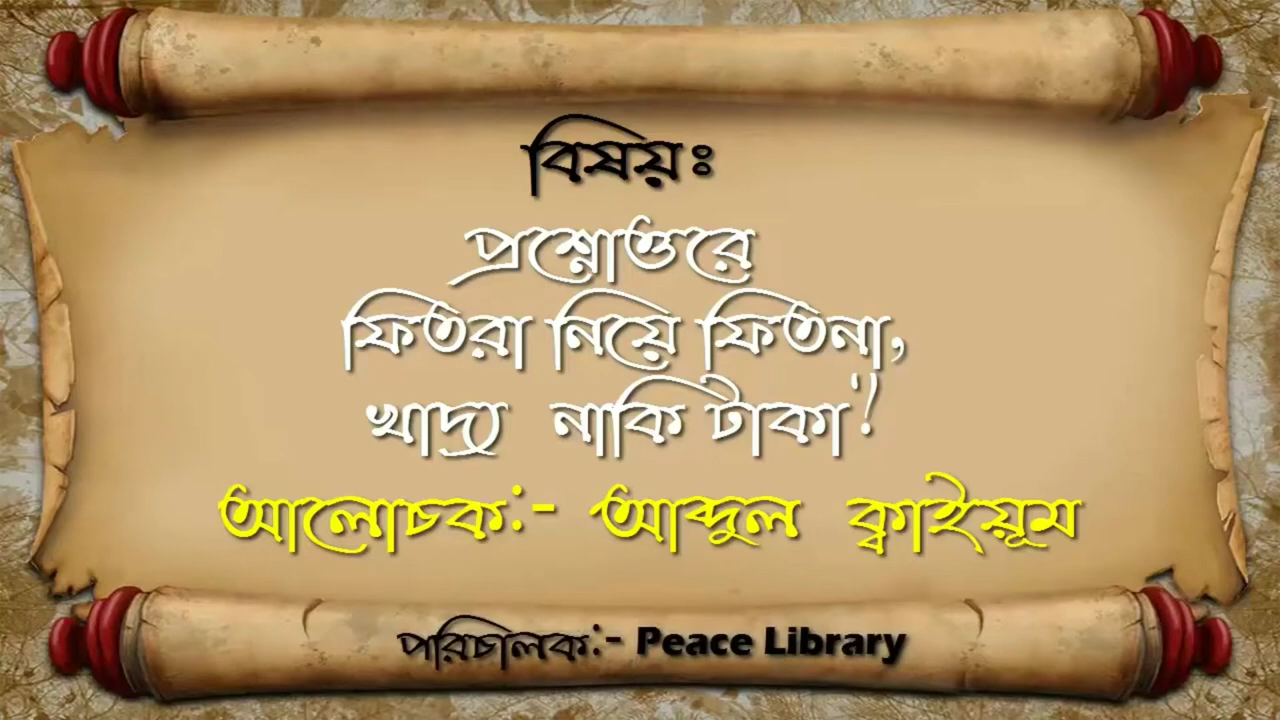 বিষয়ঃ
প্রশ্নোত্তরে
ফিতরা নিয়ে ফিতনা,
খাদ্য নাকি টাকা?
আলোচক:- আব্দুল ক্বাইয়ূম
পরিচালক:- Peace Library